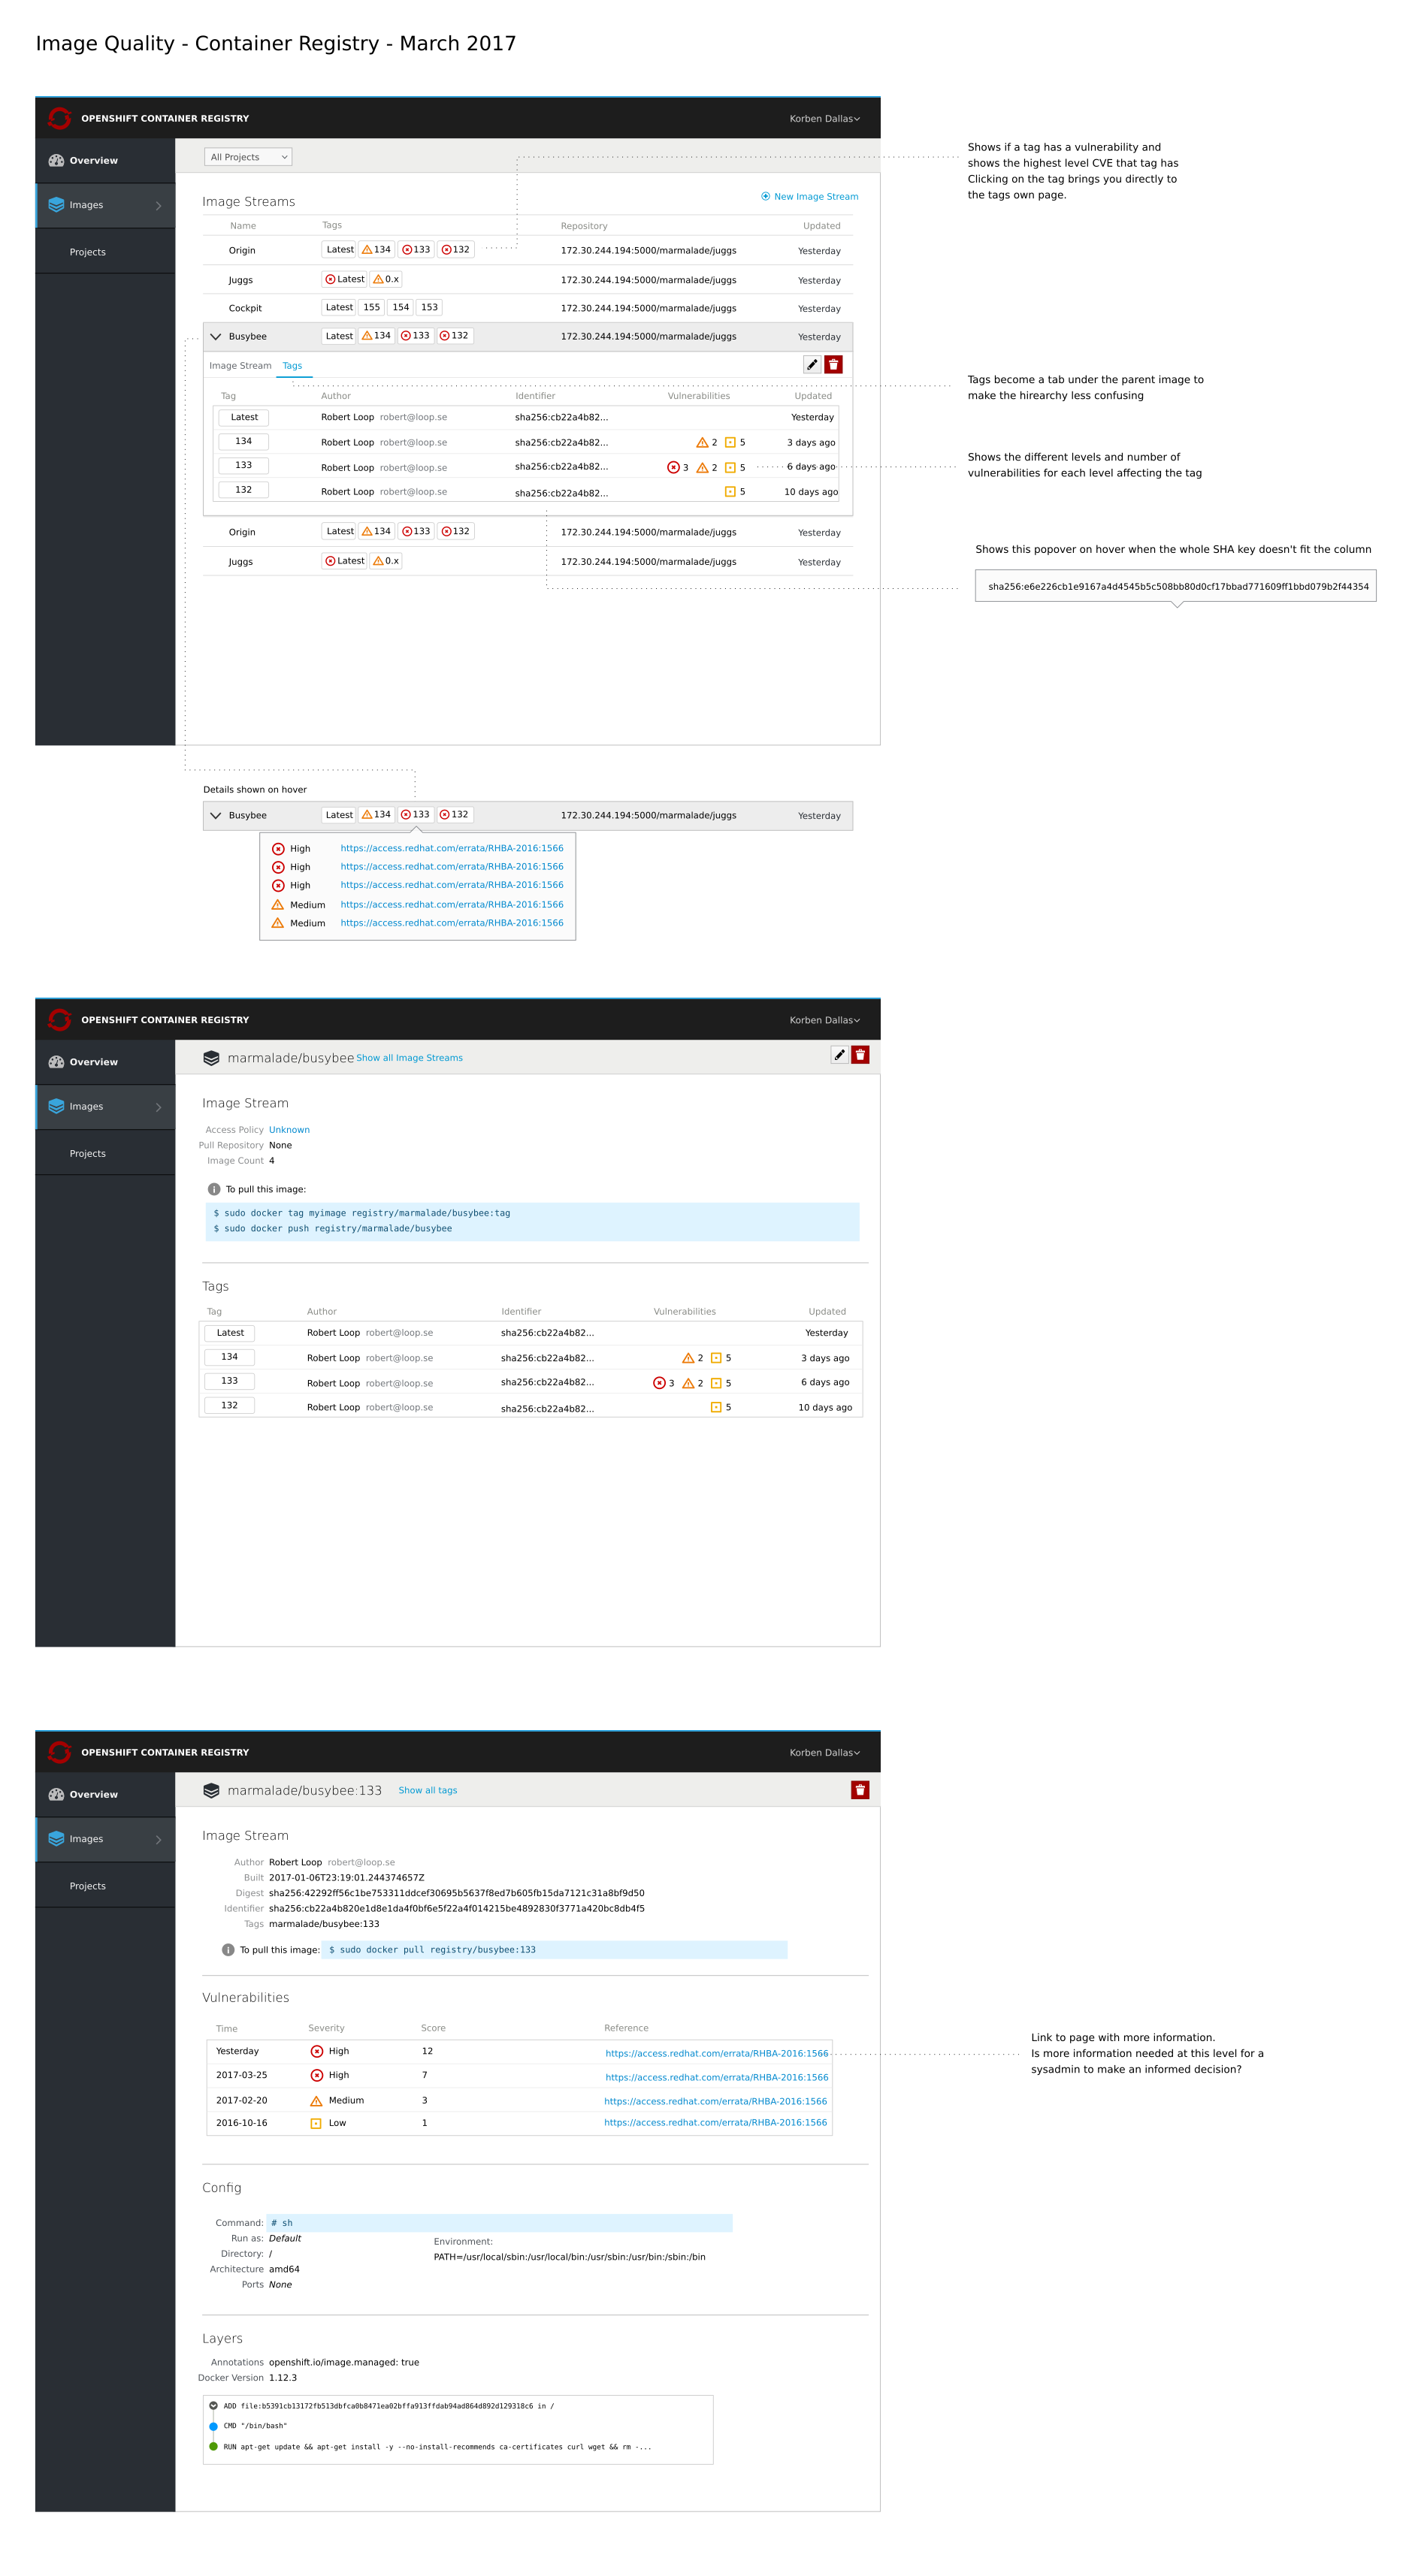 Image Quality - Container Registry - March 2017
OPENSHIFT CONTAINER REGISTRY Korben Dallas
Overview
Images
Projects
All Projects
Image Streams New Image Stream
Name Tags Repository Updated
Origin Latest 134 133 132 172.30.244.194:5000/marmalade/juggs Yesterday
Juggs Latest 0.x 172.30.244.194:5000/marmalade/juggs Yesterday
Cockpit Latest 155 154 153 172.30.244.194:5000/marmalade/juggs Yesterday
Busybee Latest 134 133 132 172.30.244.194:5000/marmalade/juggs Yesterday
Image Stream Tags
Tag Author Identifier Vulnerabilities Updated
Latest Robert Loop robert@loop.se sha256:cb22a4b82... Yesterday
134 Robert Loop robert@loop.se sha256:cb22a4b82... 2 5 3 days ago
133 Robert Loop robert@loop.se sha256:cb22a4b82... 3 2 5 6 days ago
132 Robert Loop robert@loop.se sha256:cb22a4b82... 5 10 days ago
Origin Latest 134 133 132 172.30.244.194:5000/marmalade/juggs Yesterday
Juggs Latest 0.x 172.30.244.194:5000/marmalade/juggs Yesterday
Shows if a tag has a vulnerability and
shows the highest level CVE that tag has
Clicking on the tag brings you directly to
the tags own page.
Tags become a tab under the parent image to
make the hirearchy less confusing
Shows the different levels and number of
vulnerabilities for each level affecting the tag
Shows this popover on hover when the whole SHA key doesn't fit the column
sha256:e6e226cb1e9167a4d4545b5c508bb80d0cf17bbad771609ff1bbd079b2f44354
Details shown on hover
Busybee Latest 134 133 132 172.30.244.194:5000/marmalade/juggs Yesterday
High https://access.redhat.com/errata/RHBA-2016:1566
High https://access.redhat.com/errata/RHBA-2016:1566
High https://access.redhat.com/errata/RHBA-2016:1566
Medium https://access.redhat.com/errata/RHBA-2016:1566
Medium https://access.redhat.com/errata/RHBA-2016:1566
OPENSHIFT CONTAINER REGISTRY Korben Dallas
Overview
Images
Projects
marmalade/busybee Show all Image Streams
Image Stream
Access Policy Unknown
Pull Repository None
Image Count 4
To pull this image:
$ sudo docker tag myimage registry/marmalade/busybee:tag
$ sudo docker push registry/marmalade/busybee
Tags
Tag Author Identifier Vulnerabilities Updated
Latest Robert Loop robert@loop.se sha256:cb22a4b82... Yesterday
134 Robert Loop robert@loop.se sha256:cb22a4b82... 2 5 3 days ago
133 Robert Loop robert@loop.se sha256:cb22a4b82... 3 2 5 6 days ago
132 Robert Loop robert@loop.se sha256:cb22a4b82... 5 10 days ago
OPENSHIFT CONTAINER REGISTRY Korben Dallas
Overview
Images
Projects
marmalade/busybee:133 Show all tags
Image Stream
Author Robert Loop robert@loop.se
Built 2017-01-06T23:19:01.244374657Z
Digest sha256:42292ff56c1be753311ddcef30695b5637f8ed7b605fb15da7121c31a8bf9d50
Identifier sha256:cb22a4b820e1d8e1da4f0bf6e5f22a4f014215be4892830f3771a420bc8db4f5
Tags marmalade/busybee:133
To pull this image: $ sudo docker pull registry/busybee:133
Vulnerabilities
Time Severity Score Reference
Yesterday High 12 https://access.redhat.com/errata/RHBA-2016:1566
2017-03-25 High 7 https://access.redhat.com/errata/RHBA-2016:1566
2017-02-20 Medium 3 https://access.redhat.com/errata/RHBA-2016:1566
2016-10-16 Low 1 https://access.redhat.com/errata/RHBA-2016:1566
Link to page with more information.
Is more information needed at this level for a
sysadmin to make an informed decision?
Config
Command: # sh
Run as: Default
Directory: /
Architecture amd64
Ports None
Environment:
PATH=/usr/local/sbin:/usr/local/bin:/usr/sbin:/usr/bin:/sbin:/bin
Layers
Annotations openshift.io/image.managed: true
Docker Version 1.12.3
ADD file:b5391cb13172fb513dbfca0b8471ea02bffa913ffdab94ad864d892d129318c6 in /
CMD "/bin/bash"
RUN apt-get update && apt-get install -y --no-install-recommends ca-certificates curl wget && rm -...